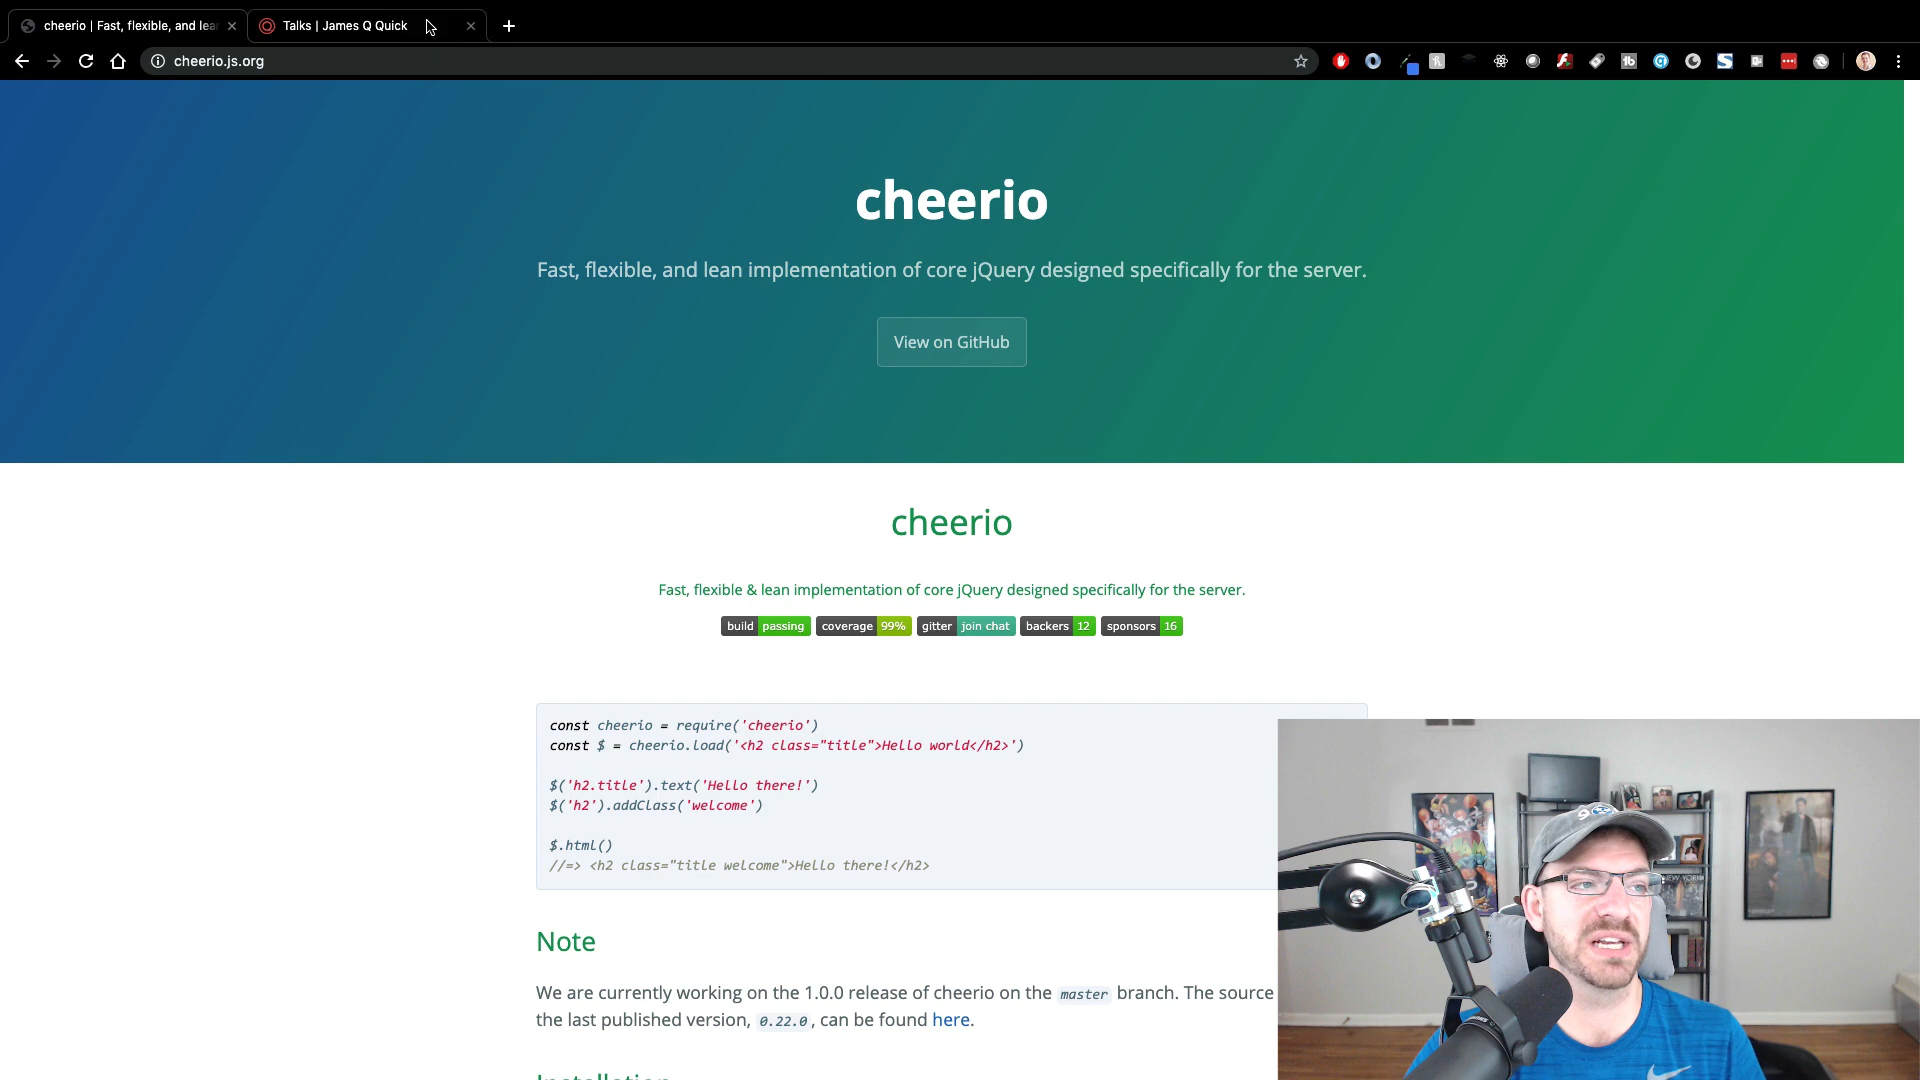 cheerio | Fast, flexible, and lea
Talks | James Q Quick
cheerio.js.org
cheerio
Fast, flexible, and lean implementation of core jQuery designed specifically for the server.
View on GitHub
cheerio
Fast, flexible & lean implementation of core jQuery designed specifically for the server.
build passing coverage 99% gitter join chat backers 12 sponsors 16
const cheerio = require('cheerio')
const $ = cheerio.load('<h2 class="title">Hello world</h2>')
$('h2.title').text('Hello there!')
$('h2').addClass('welcome')
$.html()
//=> <h2 class="title welcome">Hello there!</h2>
Note
We are currently working on the 1.0.0 release of cheerio on the master branch. The source
the last published version, 0.22.0, can be found here.
Installation
NEW YORK